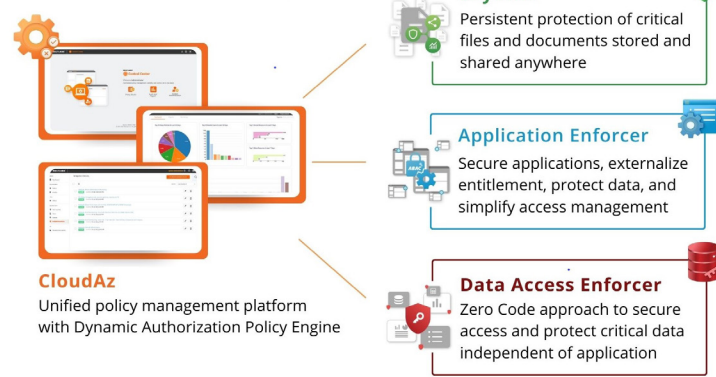 Persistent protection of critical
files and documents stored and
shared anywhere
Application Enforcer
ABAC
Secure applications, externalize
entitlement, protect data, and
simplify access management
CloudAz
Unified policy management platform
with Dynamic Authorization Policy Engine
Data Access Enforcer
Zero Code approach to secure
access and protect critical data
independent of application